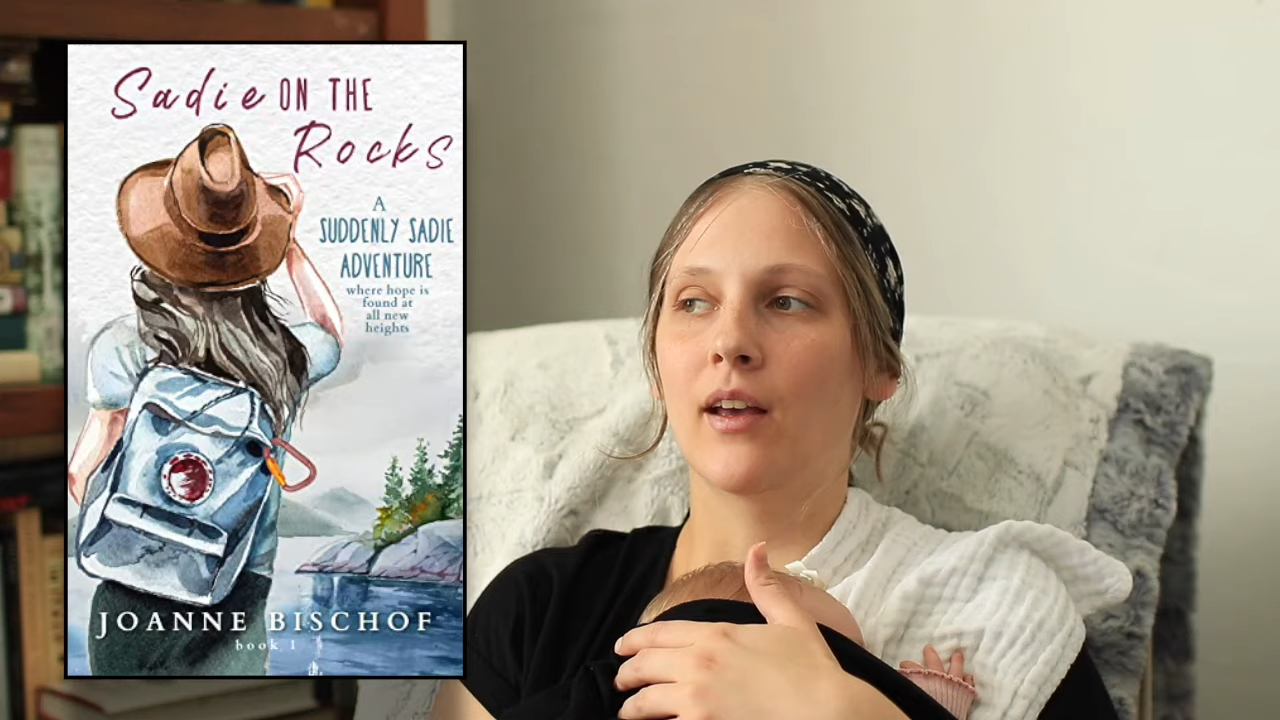 Sadie ON THE
Rocks
A
SUDDENLY SADIE
ADVENTURE
where hope is
found at
all new
heights
JOANNE BISCHOF
book 1